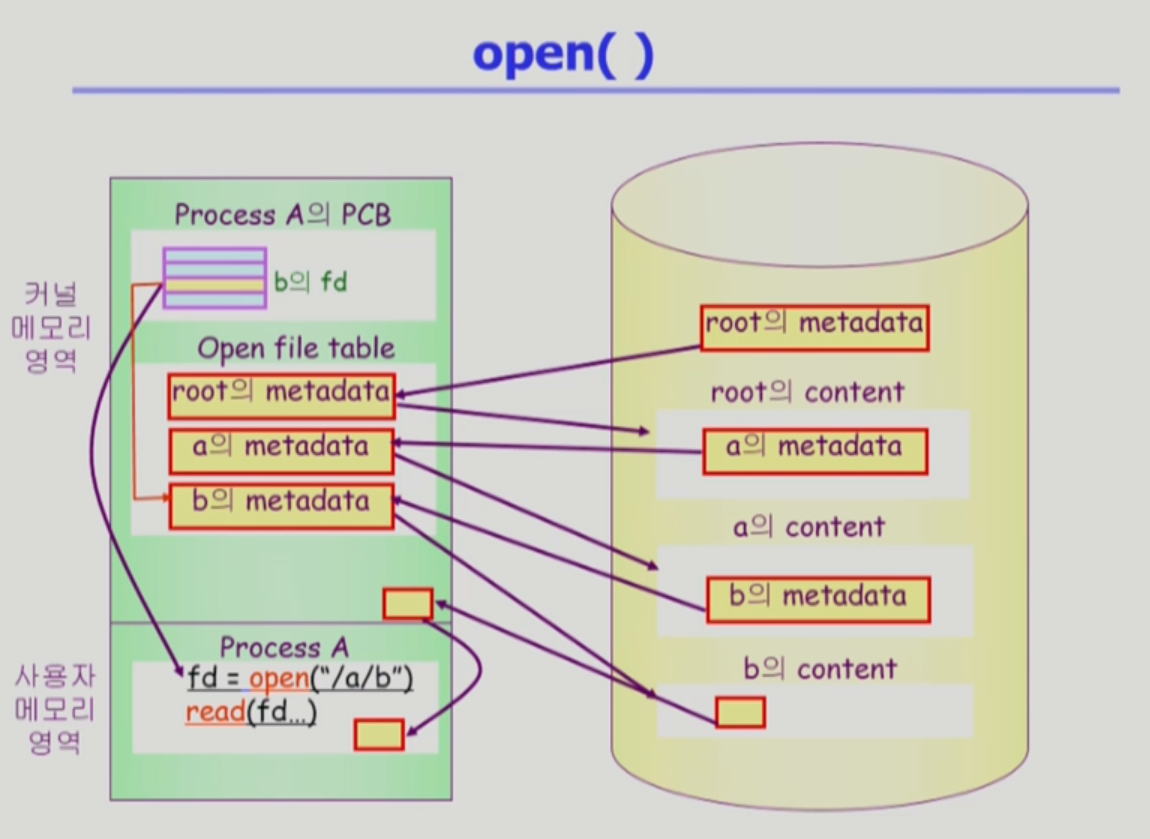 open( )
Process A의 PCB
b의 fd
커널
메모리
영역
Open file table
root의 metadata
a의 metadata
b의 metadata
Process A
fd = open("/a/b")
read(fd...)
사용자
메모리
영역
root의 metadata
root의 content
a의 metadata
a의 content
b의 metadata
b의 content